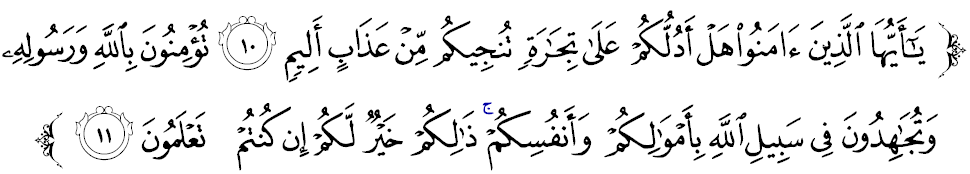 ﴿ يَـٰٓأَيُّهَا ٱلَّذِينَ ءَامَنُوا۟ هَلْ أَدُلُّكُمْ عَلَىٰ تِجَـٰرَةٍ تُنجِيكُم مِّنْ عَذَابٍ أَلِيمٍ ١٠ تُؤْمِنُونَ بِٱللَّهِ وَرَسُولِهِۦ
وَتُجَـٰهِدُونَ فِى سَبِيلِ ٱللَّهِ بِأَمْوَٰلِكُمْ وَأَنفُسِكُمْ ۚ ذَٰلِكُمْ خَيْرٌ لَّكُمْ إِن كُنتُمْ تَعْلَمُونَ ١١ ﴾